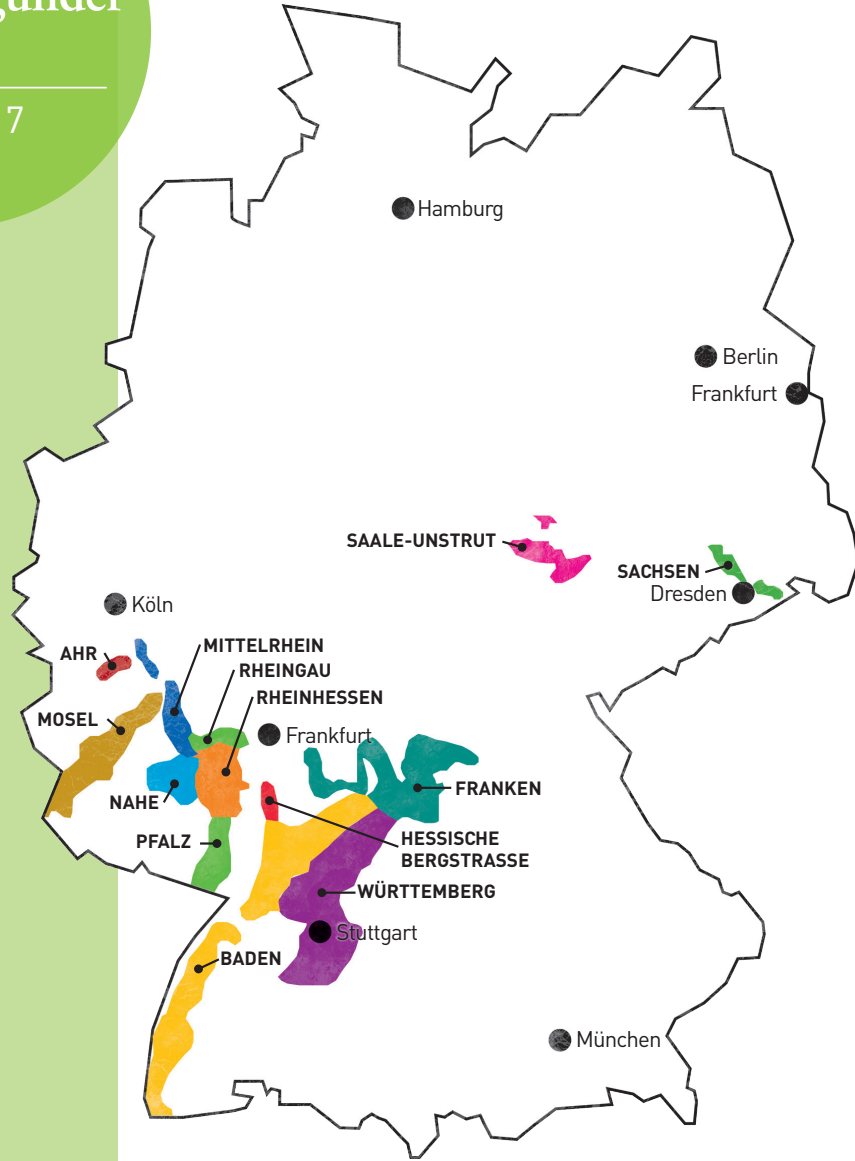 7
Hamburg
Berlin
Frankfurt
SAALE-UNSTRUT
SACHSEN
Dresden
Köln
AHR
MITTELRHEIN
RHEINGAU
RHEINHESSEN
MOSEL
Frankfurt
NAHE
FRANKEN
PFALZ
HESSISCHE
BERGSTRASSE
WÜRTTEMBERG
Stuttgart
BADEN
München